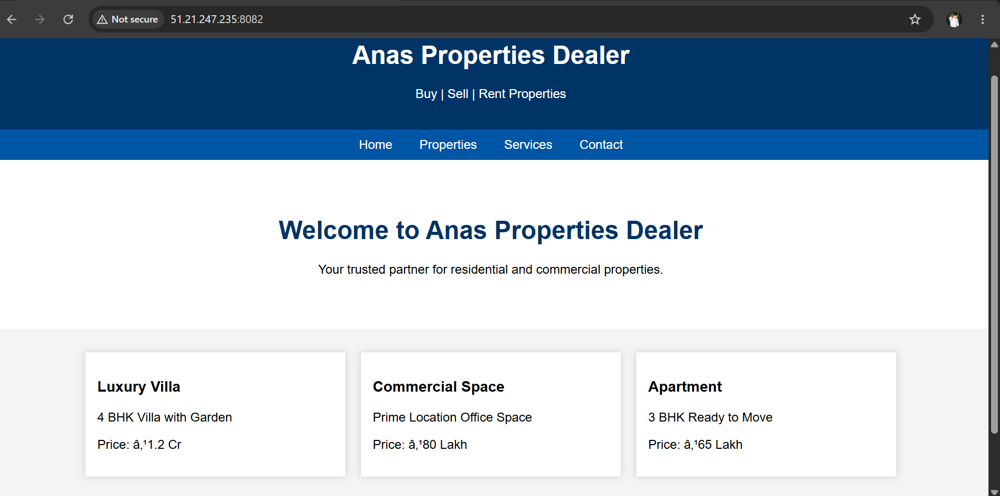 Not secure 51.21.247.235:8082
Anas Properties Dealer
Buy | Sell | Rent Properties
Home Properties Services Contact
Welcome to Anas Properties Dealer
Your trusted partner for residential and commercial properties.
Luxury Villa
4 BHK Villa with Garden
Price: â‚¹1.2 Cr
Commercial Space
Prime Location Office Space
Price: â‚¹80 Lakh
Apartment
3 BHK Ready to Move
Price: â‚¹65 Lakh